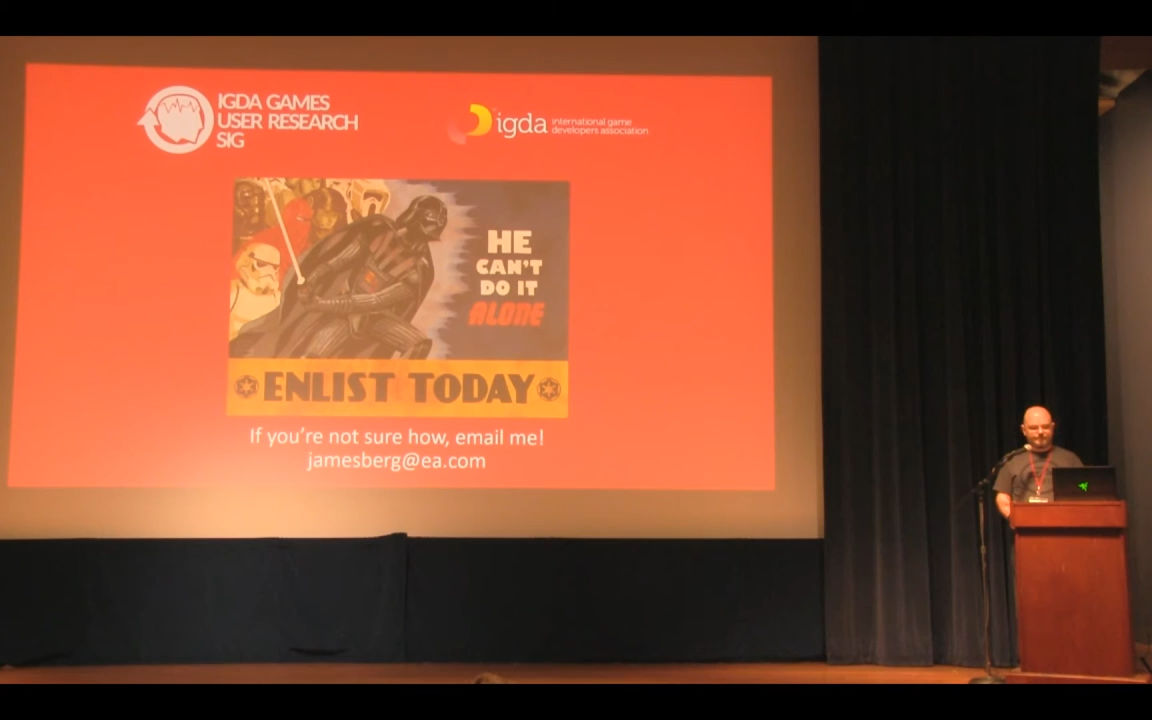 IGDA GAMES
USER RESEARCH
SIG
igda international game
developers association
HE
CAN'T
DO IT
ALONE
ENLIST TODAY
If you're not sure how, email me!
jamesberg@ea.com